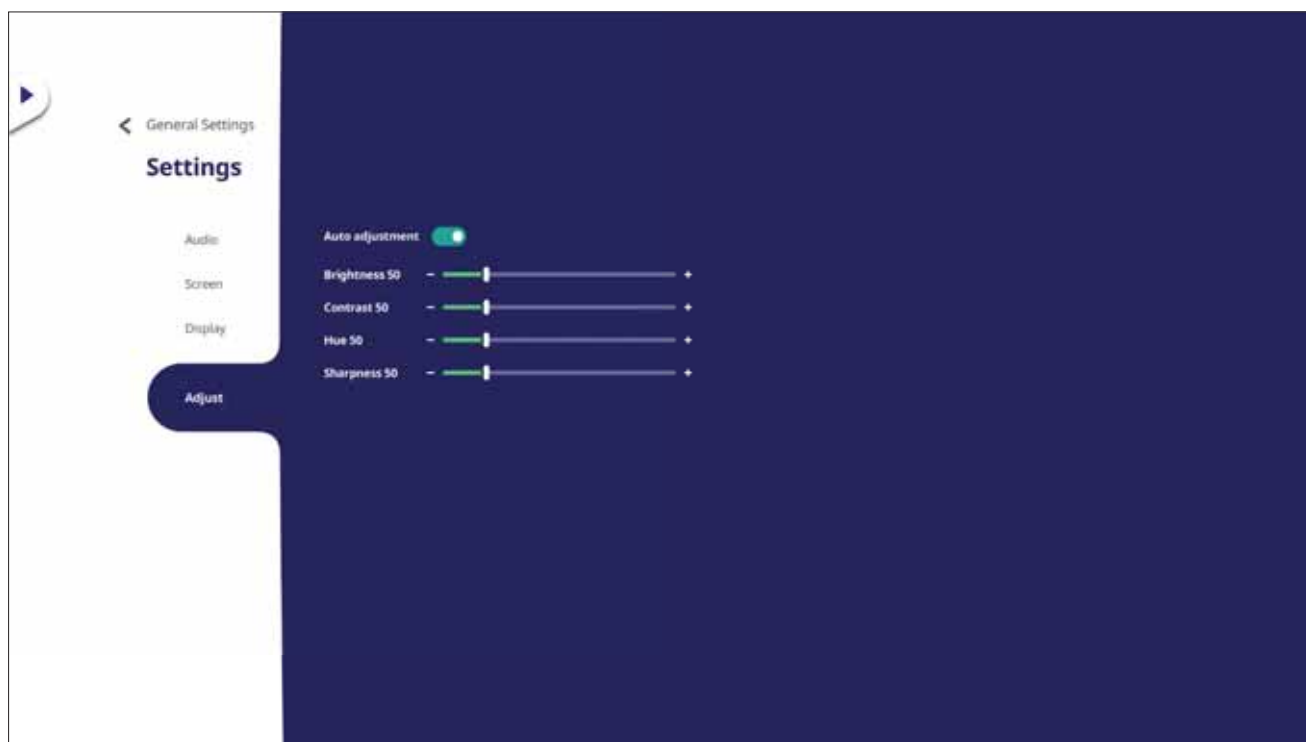 General Settings
Settings
Audio
Screen
Display
Adjust
Auto adjustment
Brightness 50 - +
Contrast 50 - +
Hue 50 - +
Sharpness 50 - +